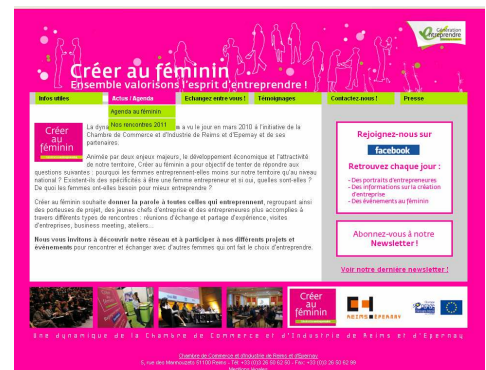 Génération
entreprendre
Créer au féminin
Ensemble valorisons l'esprit d'entreprendre !
Infos utiles
Actus / Agenda
Echangez entre vous !
Témoignages
Contactez-nous !
Presse
Agenda au féminin
Nos rencontres 2011
Créer
au
féminin
La dyna
a vu le jour en mars 2010 à l'initiative de la
Chambre de Commerce et d'Industrie de Reims et d'Epernay et de ses
partenaires.
Animée par deux enjeux majeurs, le développement économique et l'attractivité
de notre territoire, Créer au féminin a pour objectif de tenter de répondre aux
questions suivantes : pourquoi les femmes entreprennent-elles moins sur notre territoire qu'au niveau
national ? Existent-ils des spécificités à être une femme entrepreneur et si oui, quelles sont-elles ?
De quoi les femmes ont-elles besoin pour mieux entreprendre ?
Créer au féminin souhaite donner la parole à toutes celles qui entreprennent, regroupant ainsi
des porteuses de projet, des jeunes chefs d'entreprise et des entrepreneures plus accomplies à
travers différents types de rencontres : réunions d'échange et partage d'expérience, visites
d'entreprises, business meeting, ateliers...
Nous vous invitons à découvrir notre réseau et à participer à nos différents projets et
événements pour rencontrer et échanger avec d'autres femmes qui ont fait le choix d'entreprendre.
Rejoignez-nous sur
facebook
Retrouvez chaque jour :
- Des portraits d'entrepreneures
- Des informations sur la création
d'entreprise
- Des événements au féminin
Abonnez-vous à notre
Newsletter !
Voir notre dernière newsletter !
Créer
au
féminin
REIMS EPERNAY
Une dynamique de la Chambre de Commerce et d'Industrie de Reims et d'Epernay
Chambre de Commerce et d'Industrie de Reims et d'Epernay
5, rue des Marmouzets 51100 Reims - Tél. +33 (0)3 26 50 62 50 - Fax : +33 (0)3 26 50 62 99
Mentions légales